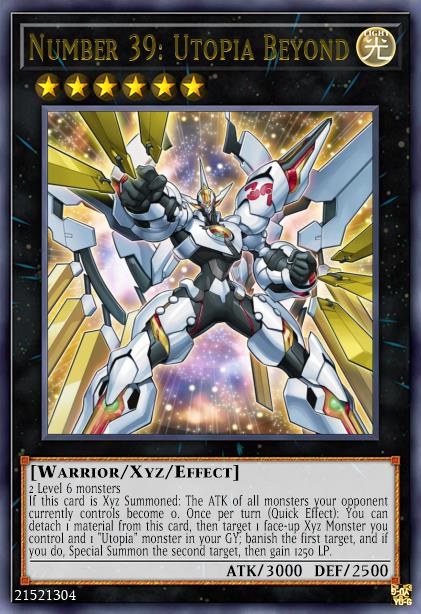 NUMBER 39: UTOPIA BEYOND
LIGHT
光
39
[WARRIOR/XYZ/EFFECT]
2 Level 6 monsters
If this card is Xyz Summoned: The ATK of all monsters your opponent
currently controls become 0. Once per turn (Quick Effect): You can
detach 1 material from this card, then target 1 face-up Xyz Monster you
control and 1 "Utopia" monster in your GY; banish the first target, and if
you do, Special Summon the second target, then gain 1250 LP.
ATK/3000 DEF/2500
21521304